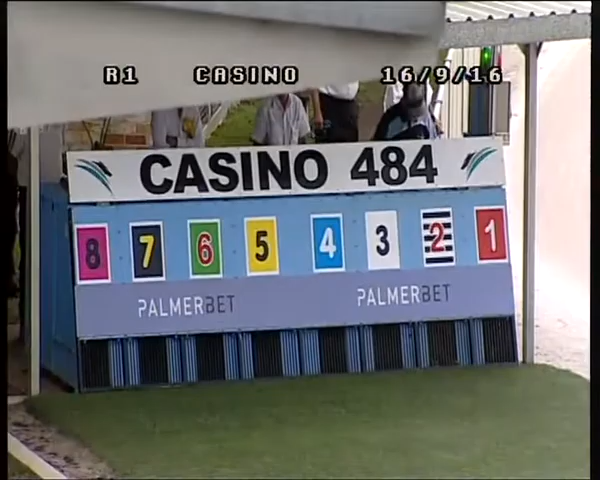 R1 CASINO 16/9/16
CASINO 484
8 7 6 5 4 3 2 1
PALMERBET PALMERBET